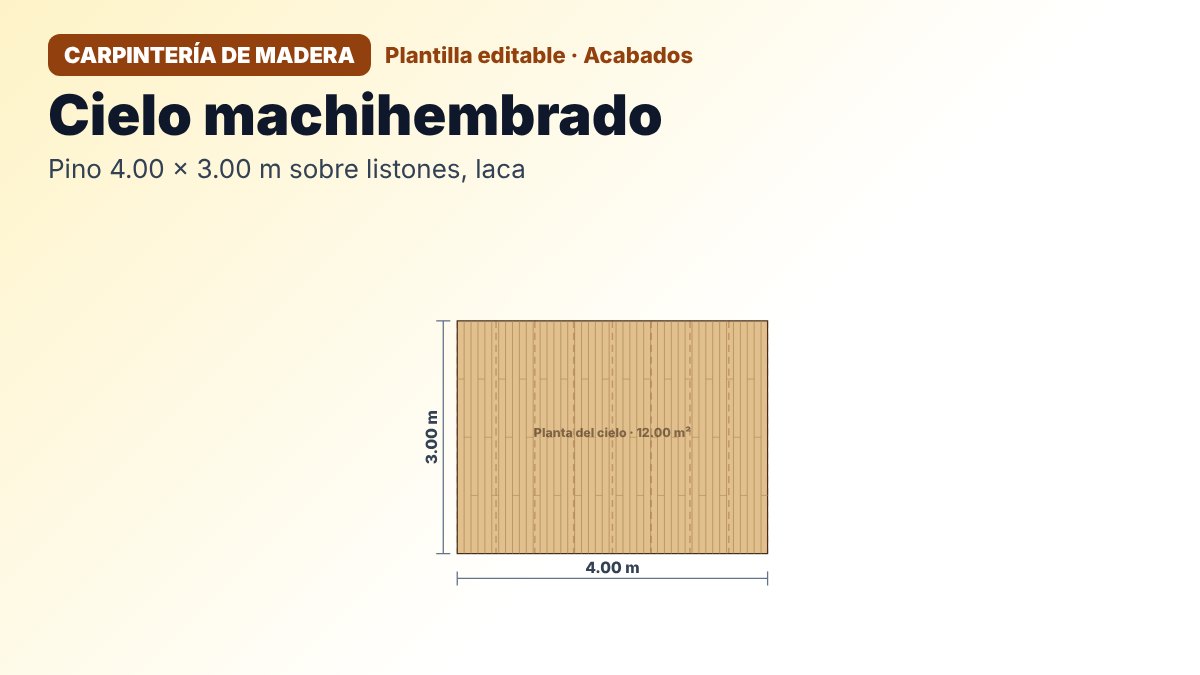 CARPINTERÍA DE MADERA Plantilla editable · Acabados
Cielo machihembrado
Pino 4.00 × 3.00 m sobre listones, laca
3.00 m
Planta del cielo · 12.00 m²
4.00 m